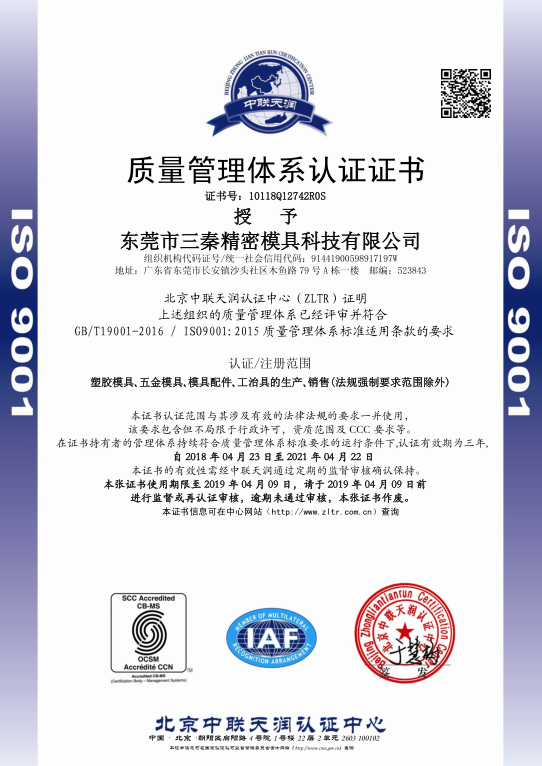 BEIJING ZHONG LIAN TIAN RUN CERTIFICATION CENTER
中联天润
质量管理体系认证证书
证书号：10118Q12742R0S
授 予
东莞市三秦精密模具科技有限公司
组织机构代码证号/统一社会信用代码：91441900598917197W
地址：广东省东莞市长安镇沙头社区木鱼路 79 号 A 栋一楼 邮编：523843
北京中联天润认证中心（ZLTR）证明
上述组织的质量管理体系已经评审并符合
GB/T19001-2016 / ISO9001:2015 质量管理体系标准适用条款的要求
认证/注册范围
塑胶模具、五金模具、模具配件、工治具的生产、销售(法规强制要求范围除外)
本证书认证范围与其涉及有效的法律法规的要求一并使用，
该要求包含但不局限于行政许可，资质范围及 CCC 要求等。
在证书持有者的管理体系持续符合质量管理体系标准要求的运行条件下,认证有效期为三年,
自 2018 年 04 月 23 日至 2021 年 04 月 22 日
本证书的有效性需经中联天润通过定期的监督审核确认保持。
本张证书使用期限至 2019 年 04 月 09 日，请于 2019 年 04 月 09 日前
进行监督或再认证审核，逾期未通过审核，本张证书作废。
本证书信息可在中心网站（http://www.zltr.com.cn）查询
ISO 9001
ISO 9001
SCC Accredited
CB-MS
OCSM
Accrédité CCN
TM
Accredited CB-MS
(Certification Body – Management Systems)
MEMBER OF MULTILATERAL
IAF
RECOGNITION ARRANGEMENT
Beijing Zhongliantianrun Certification Center
北京中联天润认证中心
签 发
北京中联天润认证中心
中国 · 北京 ·朝阳区启阳路 4 号院 1 号楼 22 层 2 单元 2603 100102
本证书信息可在国家认证认可监督管理委员会官方网站（http://www.cnca.gov.cn）查询